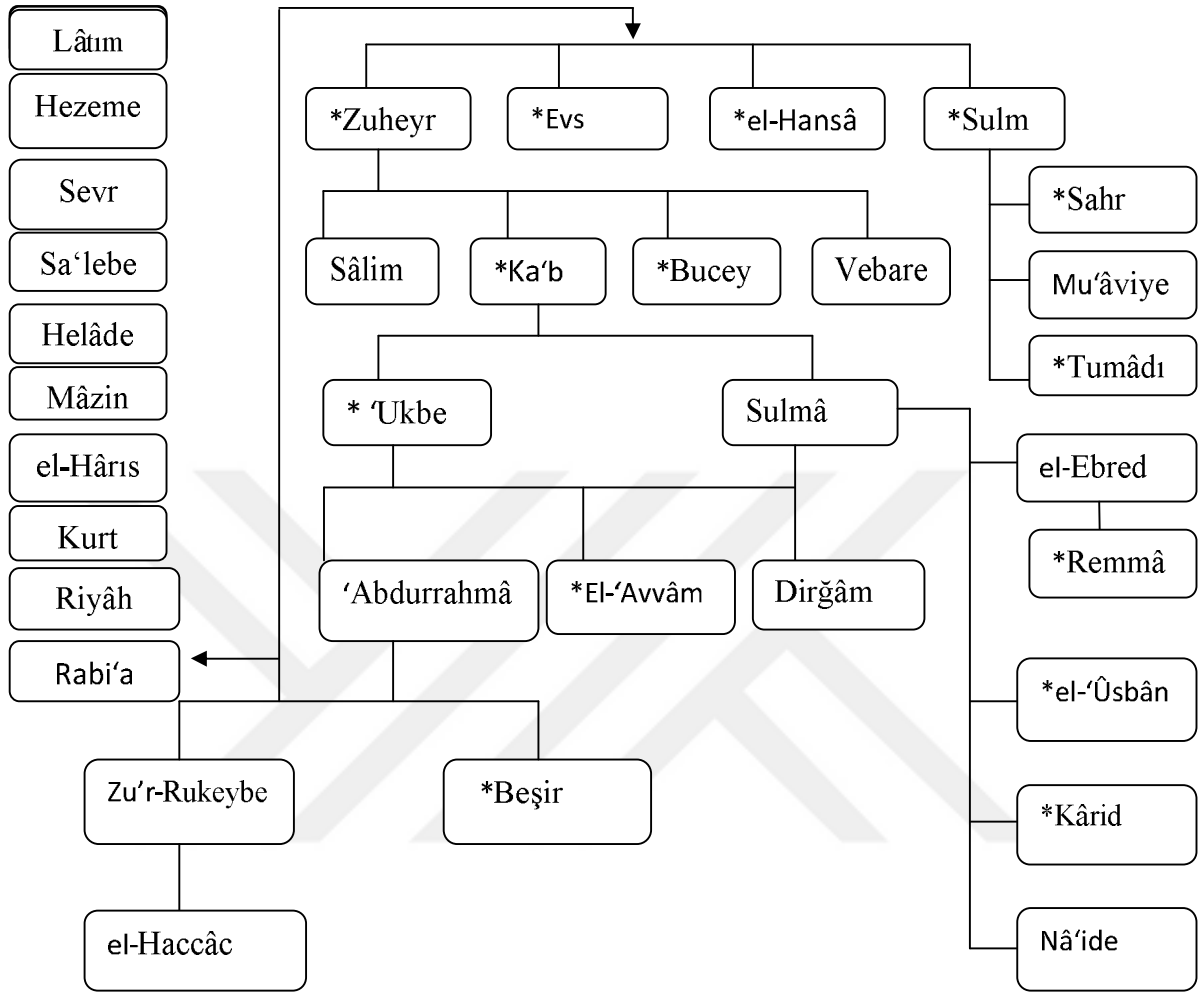 Lâtım
Hezeme
Sevr
Sa‘lebe
Helâde
Mâzin
el-Hârıs
Kurt
Riyâh
Rabi‘a
*Zuheyr
*Evs
*el-Hansâ
*Sulm
*Sahr
Mu‘âviye
*Tumâdı
Sâlim
*Ka‘b
*Bucey
Vebare
* ‘Ukbe
Sulmâ
el-Ebred
*Remmâ
*el-‘Ûsbân
*Kârid
Nâ‘ide
‘Abdurrahmâ
*El-‘Avvâm
Dirğâm
Zu’r-Rukeybe
*Beşir
el-Haccâc